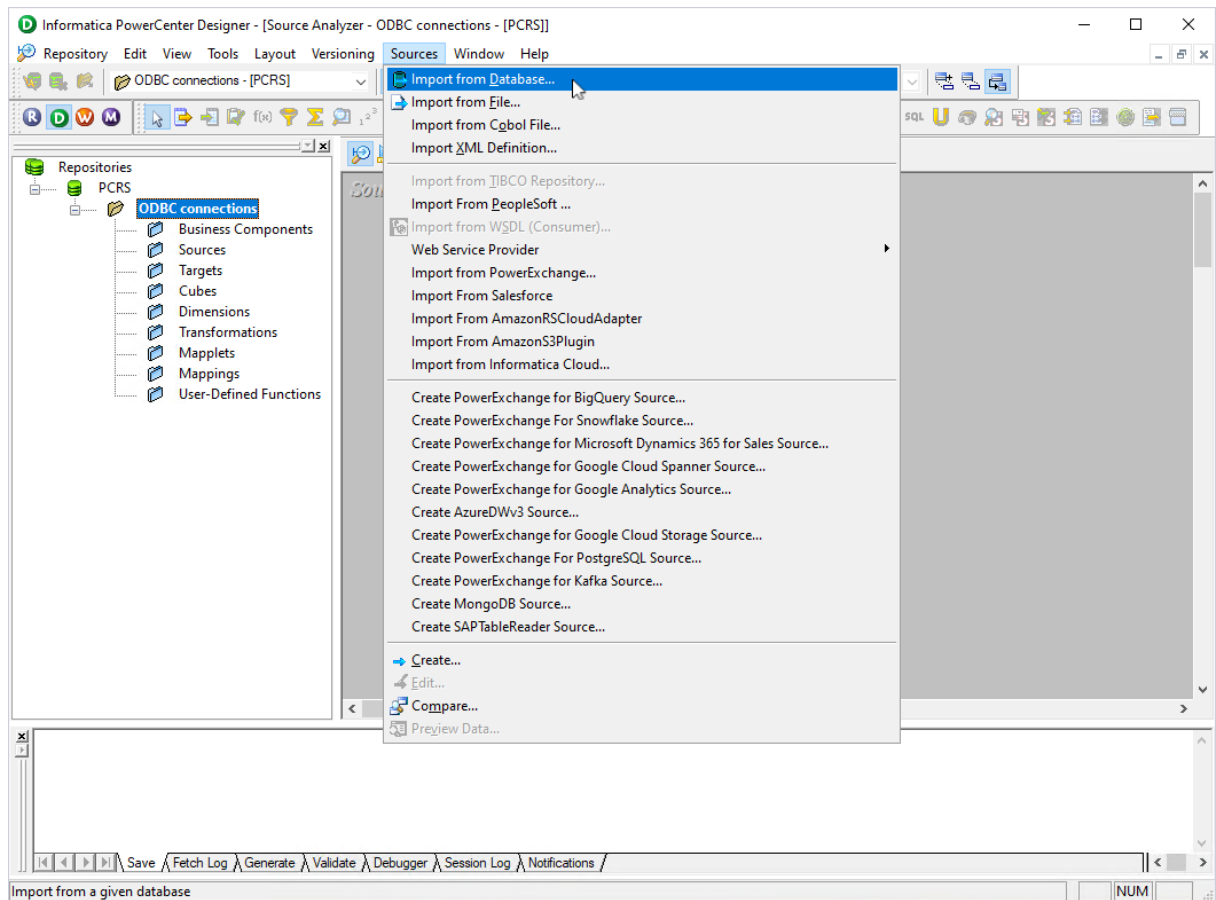 Informatica PowerCenter Designer - [Source Analyzer - ODBC connections - [PCRS]]
Repository Edit View Tools Layout Versioning Sources Window Help
ODBC connections - [PCRS]
R D W M f(x) Σ 1 2 3 SQL U
Repositories
PCRS
ODBC connections
Business Components
Sources
Targets
Cubes
Dimensions
Transformations
Mapplets
Mappings
User-Defined Functions
Sou
Import from Database...
Import from File...
Import from Cobol File...
Import XML Definition...
Import from TIBCO Repository...
Import From PeopleSoft ...
Import from WSDL (Consumer)...
Web Service Provider
Import from PowerExchange...
Import From Salesforce
Import From AmazonRSCloudAdapter
Import From AmazonS3Plugin
Import from Informatica Cloud...
Create PowerExchange for BigQuery Source...
Create PowerExchange For Snowflake Source...
Create PowerExchange for Microsoft Dynamics 365 for Sales Source...
Create PowerExchange for Google Cloud Spanner Source...
Create PowerExchange for Google Analytics Source...
Create AzureDWv3 Source...
Create PowerExchange for Google Cloud Storage Source...
Create PowerExchange For PostgreSQL Source...
Create PowerExchange for Kafka Source...
Create MongoDB Source...
Create SAPTableReader Source...
Create...
Edit...
Compare...
Preview Data...
Save Fetch Log Generate Validate Debugger Session Log Notifications
Import from a given database NUM